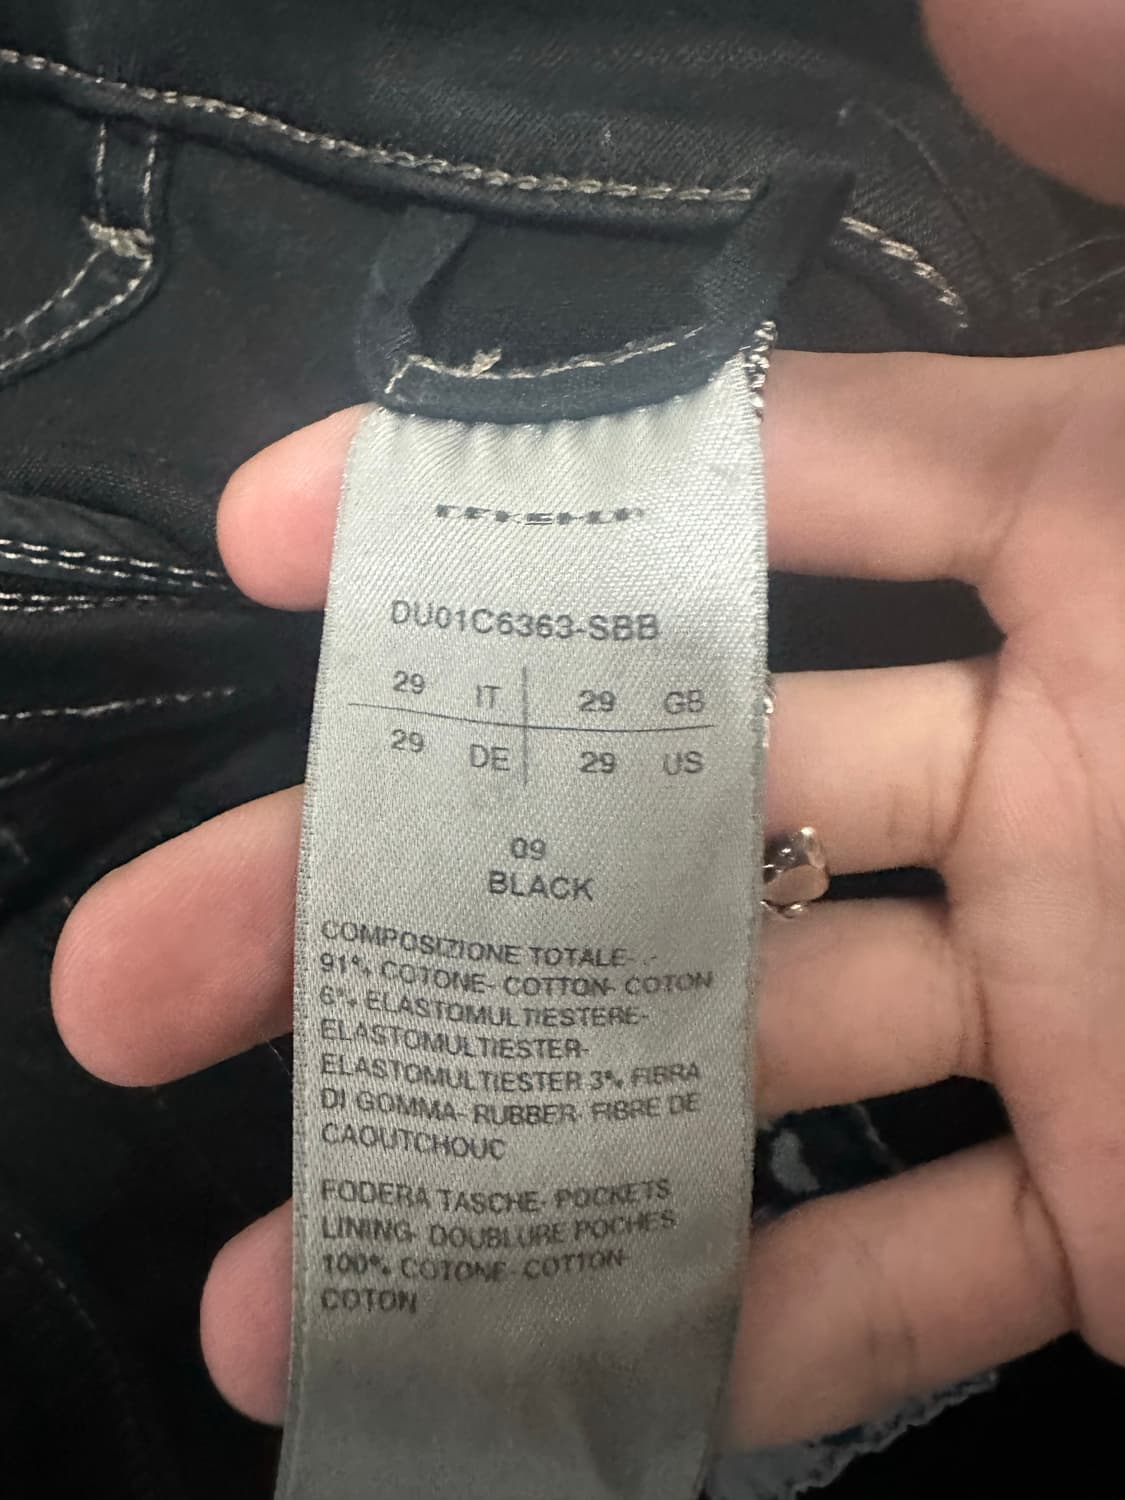 DU01C6363-SBB
29 IT 29 GB
29 DE 29 US
09
BLACK
COMPOSIZIONE TOTALE- -
91% COTONE- COTTON- COTON
6% ELASTOMULTIESTERE-
ELASTOMULTIESTER-
ELASTOMULTIESTER 3% FIBRA
DI GOMMA- RUBBER- FIBRE DE
CAOUTCHOUC
FODERA TASCHE- POCKETS
LINING- DOUBLURE POCHES
100% COTONE- COTTON-
COTON